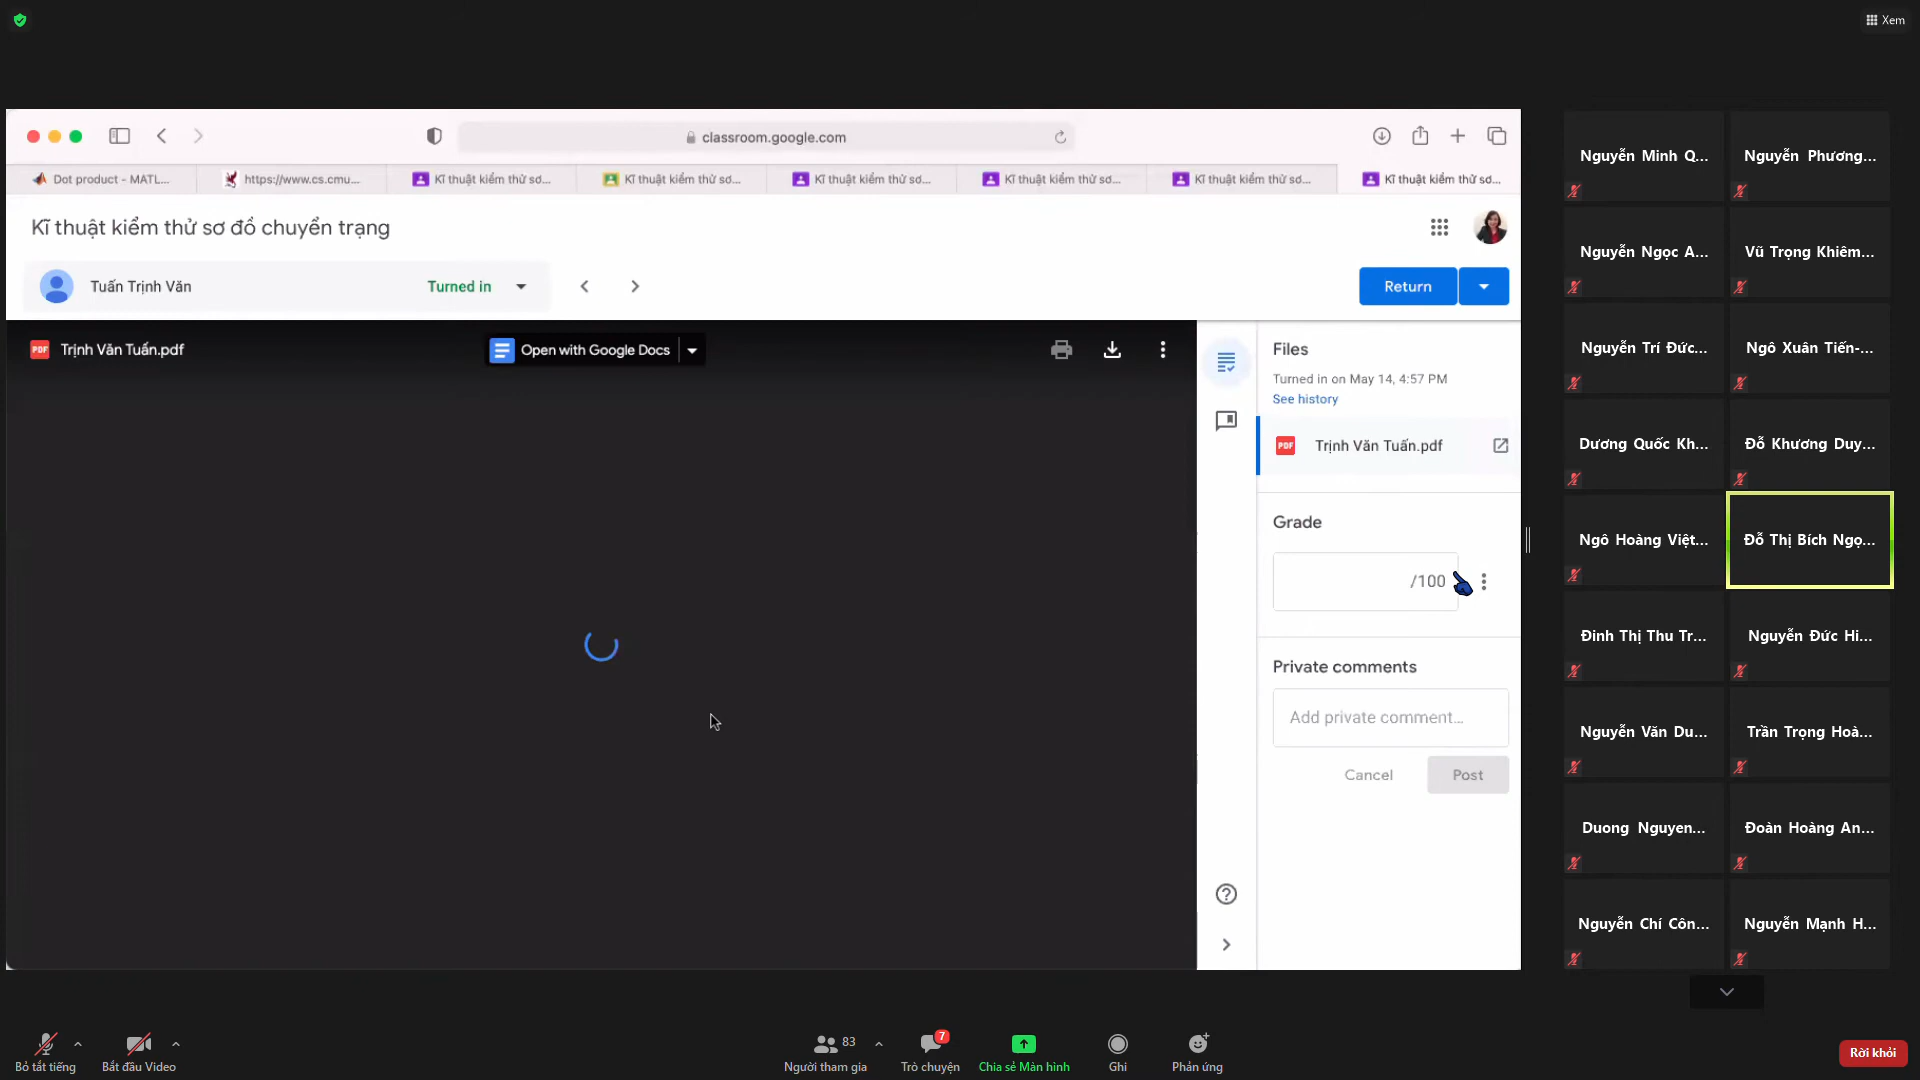 Xem
classroom.google.com
Dot product - MATL...
https://www.cs.cmu...
Kĩ thuật kiểm thử sơ...
Kĩ thuật kiểm thử sơ...
Kĩ thuật kiểm thử sơ...
Kĩ thuật kiểm thử sơ...
Kĩ thuật kiểm thử sơ...
Kĩ thuật kiểm thử sơ...
Kĩ thuật kiểm thử sơ đồ chuyển trạng
Tuấn Trịnh Văn
Turned in
Return
PDF
Trịnh Văn Tuấn.pdf
Open with Google Docs
Files
Turned in on May 14, 4:57 PM
See history
PDF
Trịnh Văn Tuấn.pdf
Grade
/100
Private comments
Add private comment...
Cancel
Post
Nguyễn Minh Q...
Nguyễn Phương...
Nguyễn Ngọc A...
Vũ Trọng Khiêm...
Nguyễn Trí Đức...
Ngô Xuân Tiến-...
Dương Quốc Kh...
Đỗ Khương Duy...
Ngô Hoàng Việt...
Đỗ Thị Bích Ngọ...
Đinh Thị Thu Tr...
Nguyễn Đức Hi...
Nguyễn Văn Du...
Trần Trọng Hoà...
Duong Nguyen...
Đoàn Hoàng An...
Nguyễn Chí Côn...
Nguyễn Mạnh H...
Bỏ tắt tiếng
Bắt đầu Video
83
Người tham gia
7
Trò chuyện
Chia sẻ Màn hình
Ghi
Phản ứng
Rời khỏi